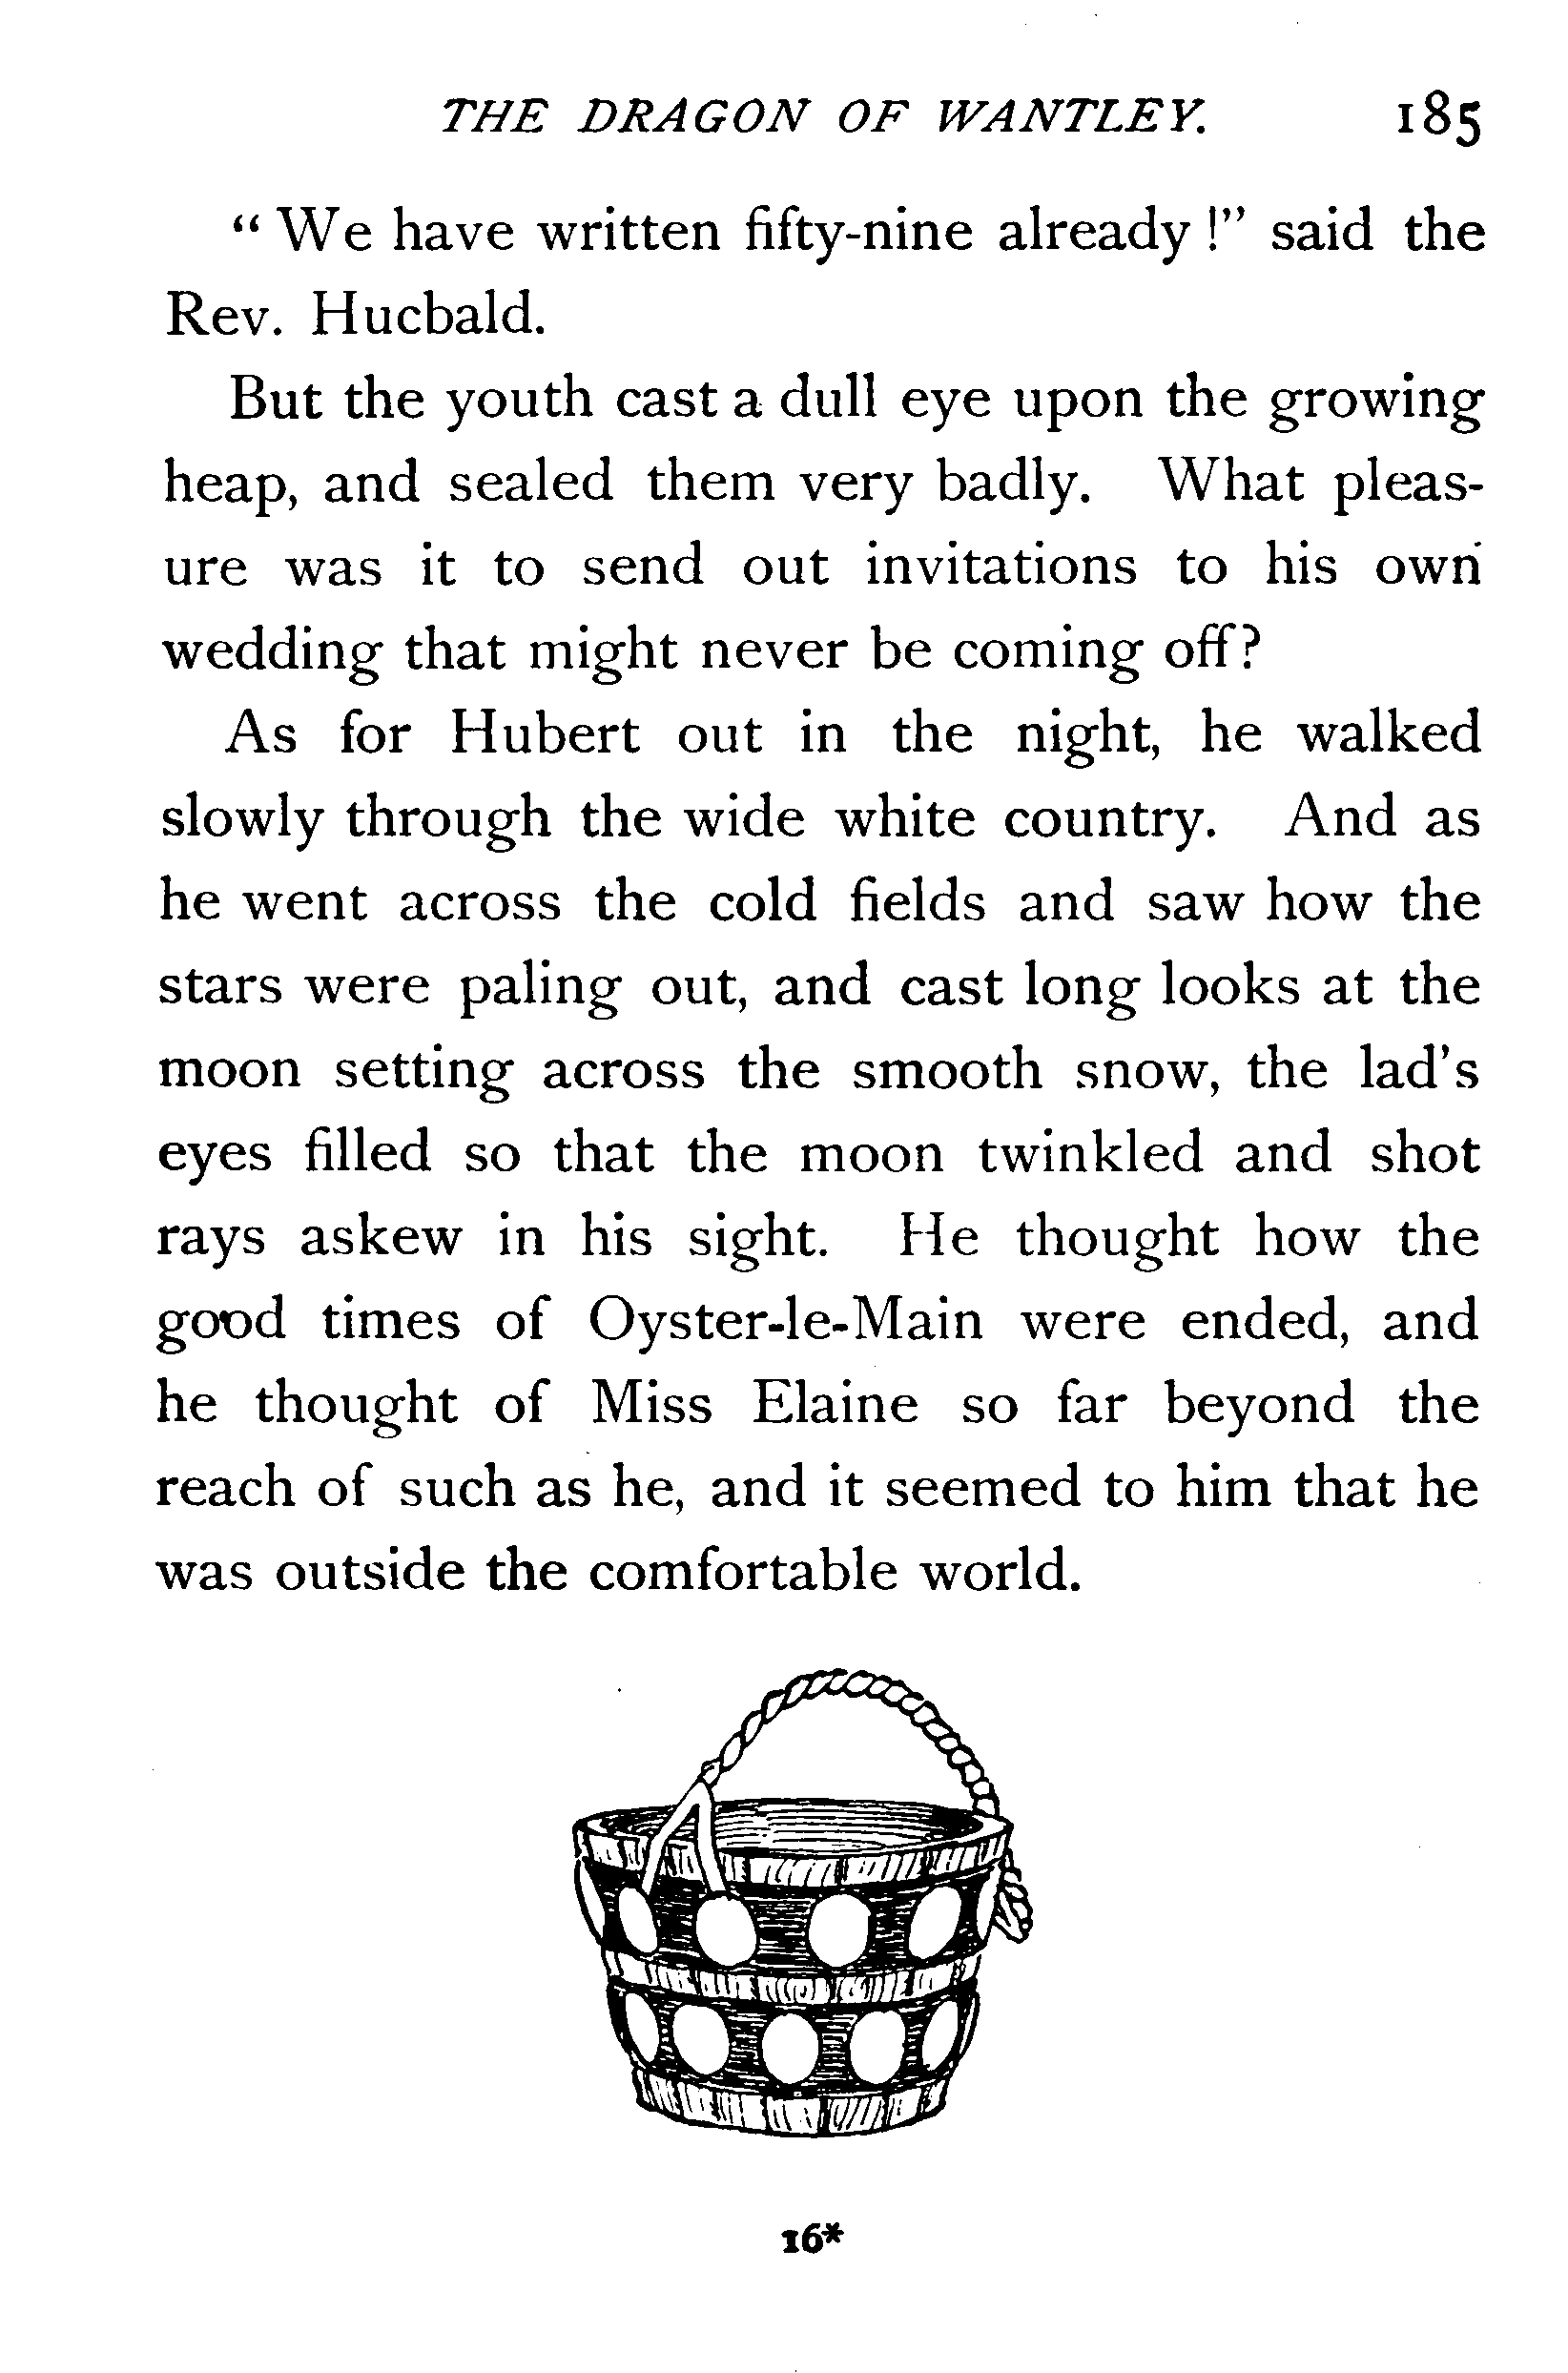 THE DRAGON OF WANTLEY. 185
“ We have written fifty-nine already !” said the
Rev. Hucbald.
But the youth cast a dull eye upon the growing
heap, and sealed them very badly. What pleas-
ure was it to send out invitations to his own
wedding that might never be coming off?
As for Hubert out in the night, he walked
slowly through the wide white country. And as
he went across the cold fields and saw how the
stars were paling out, and cast long looks at the
moon setting across the smooth snow, the lad’s
eyes filled so that the moon twinkled and shot
rays askew in his sight. He thought how the
good times of Oyster-le-Main were ended, and
he thought of Miss Elaine so far beyond the
reach of such as he, and it seemed to him that he
was outside the comfortable world.
16*